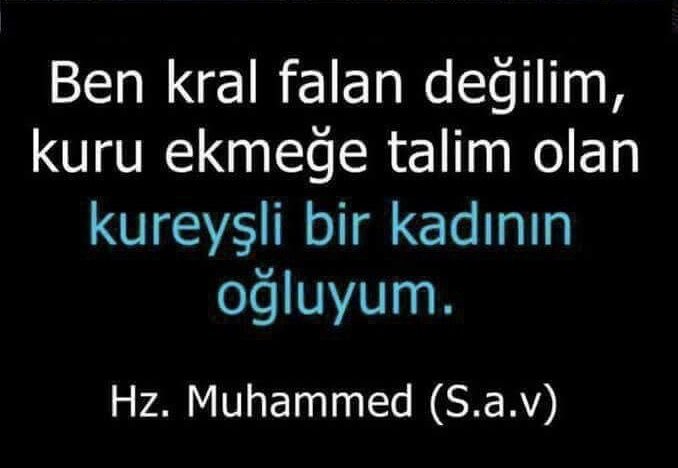 Ben kral falan değilim,
kuru ekmeğe talim olan
kureyşli bir kadının
oğluyum.
Hz. Muhammed (S.a.v)